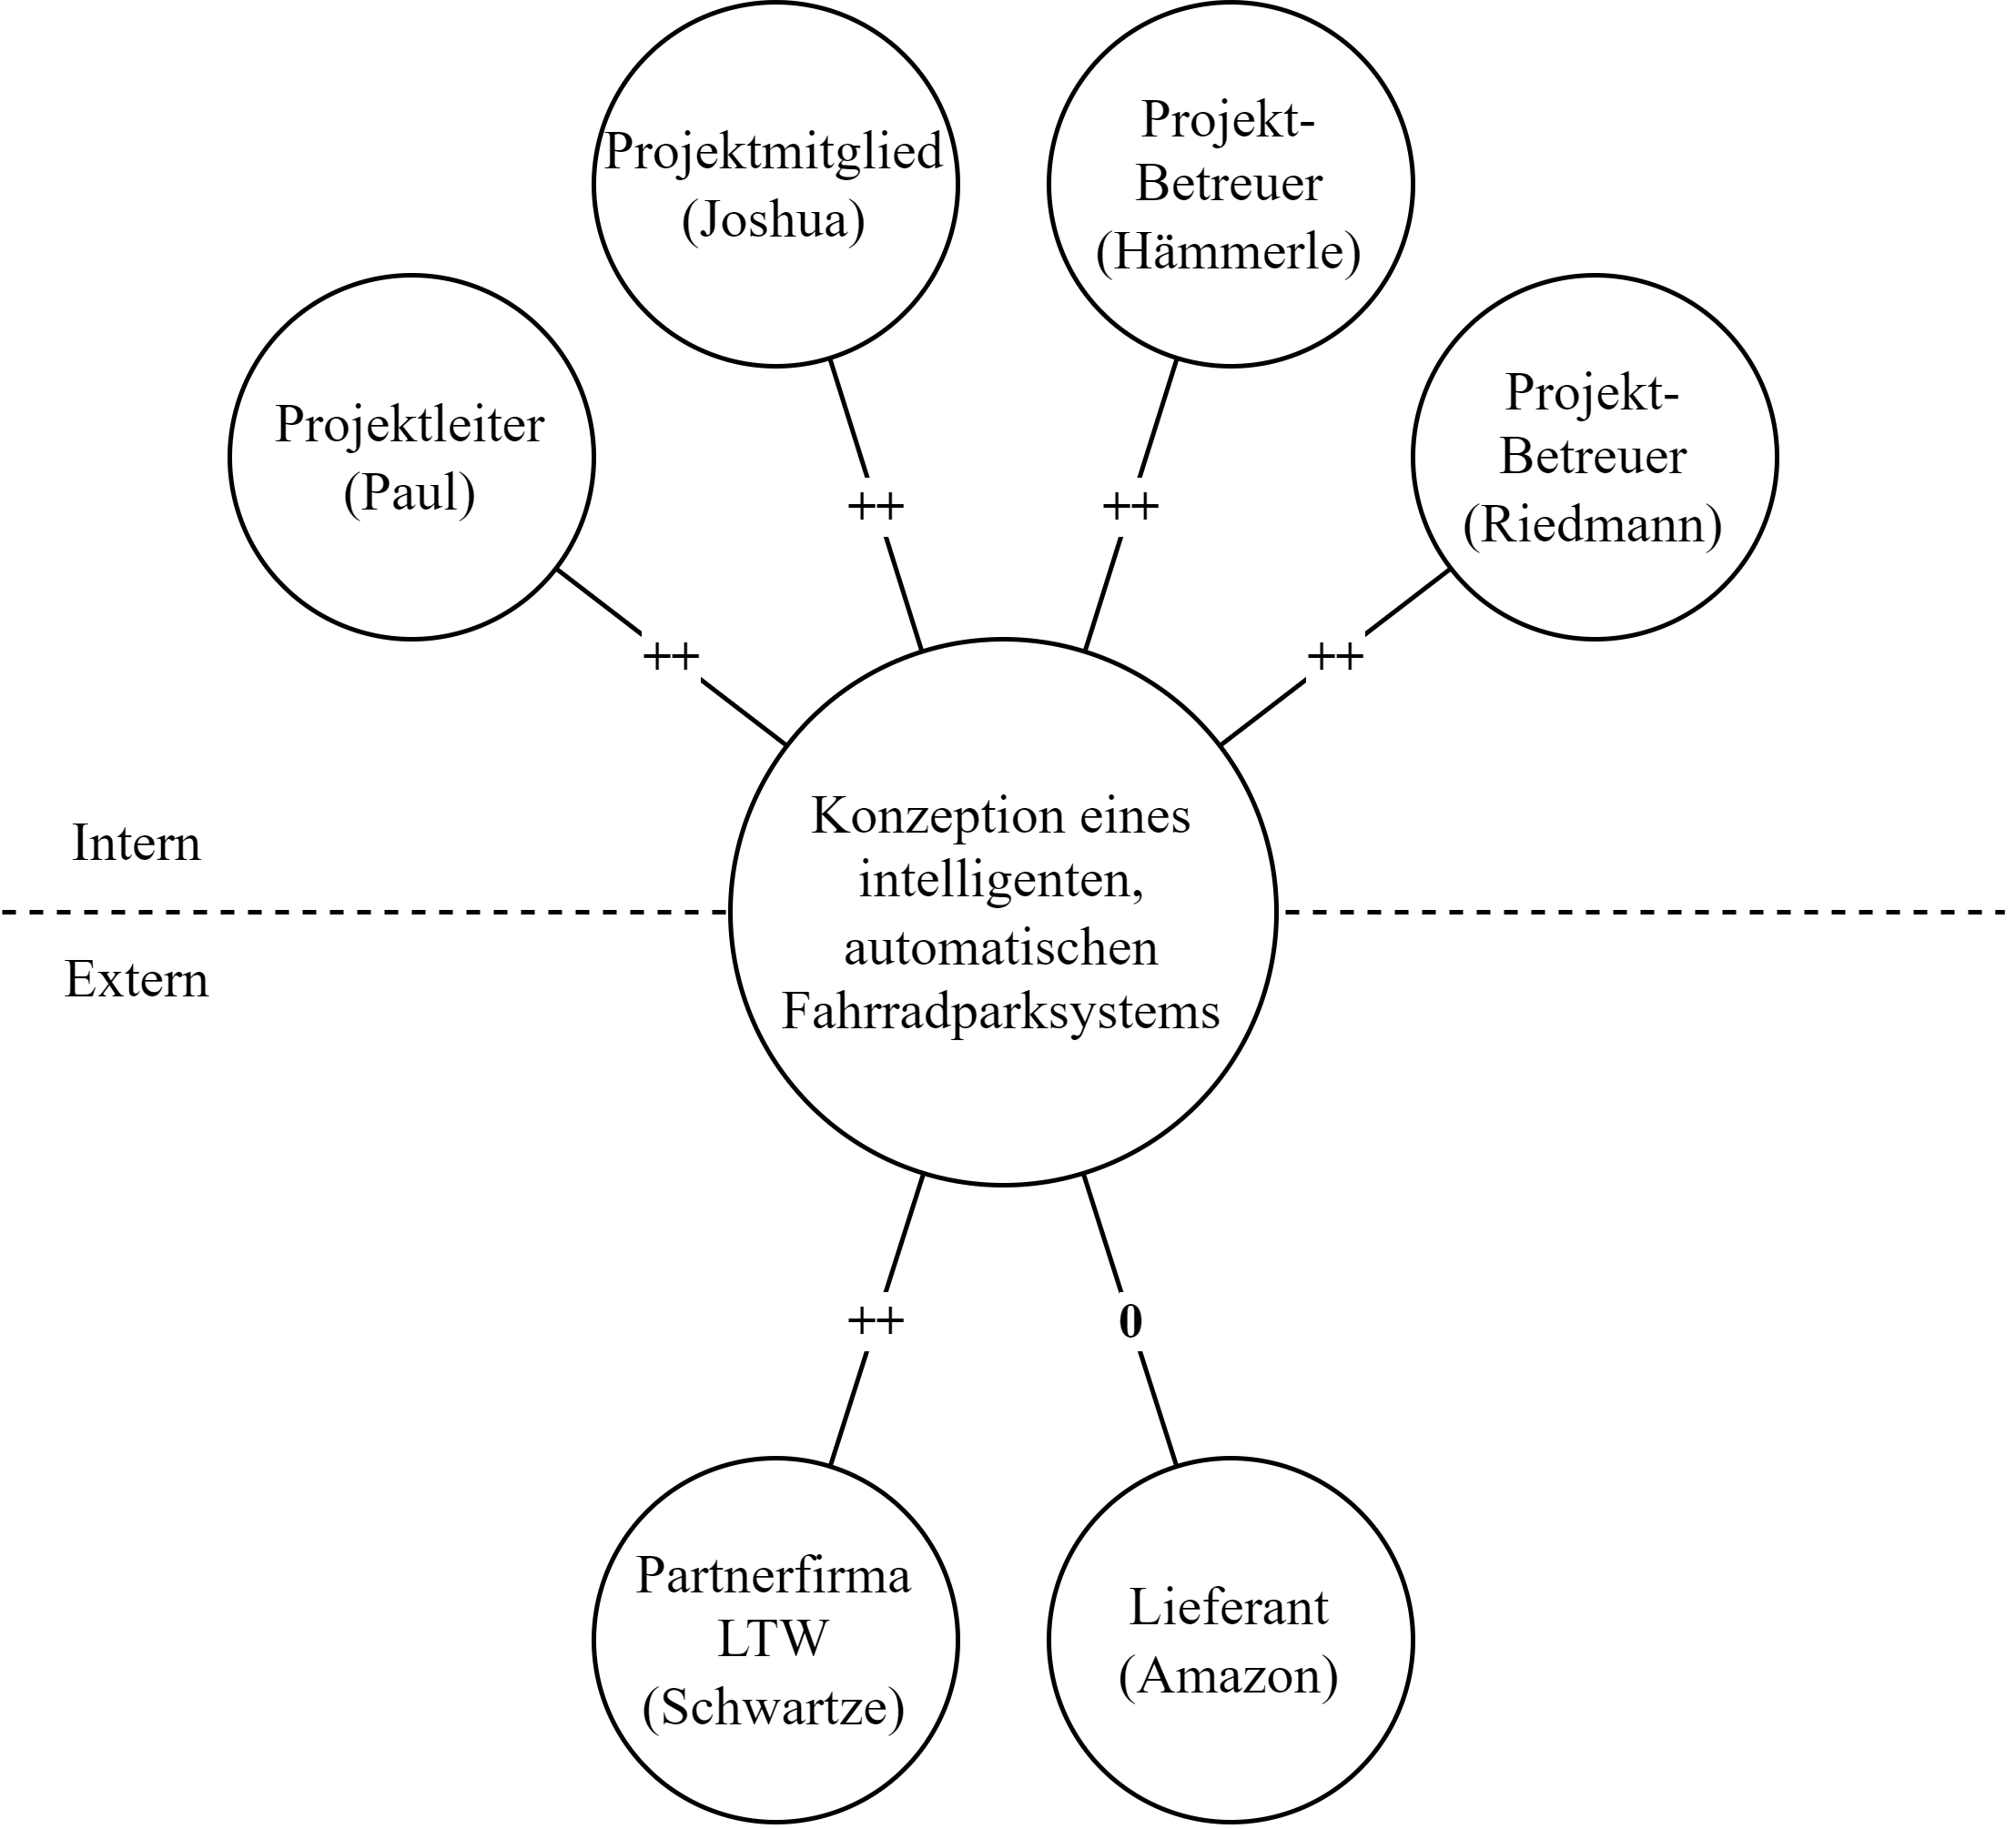 Projektmitglied
(Joshua)
Projekt-
Betreuer
(Hämmerle)
Projektleiter
(Paul)
Projekt-
Betreuer
(Riedmann)
++
++
++
++
Konzeption eines
intelligenten,
automatischen
Fahrradparksystems
Intern
Extern
++
0
Partnerfirma
LTW
(Schwartze)
Lieferant
(Amazon)